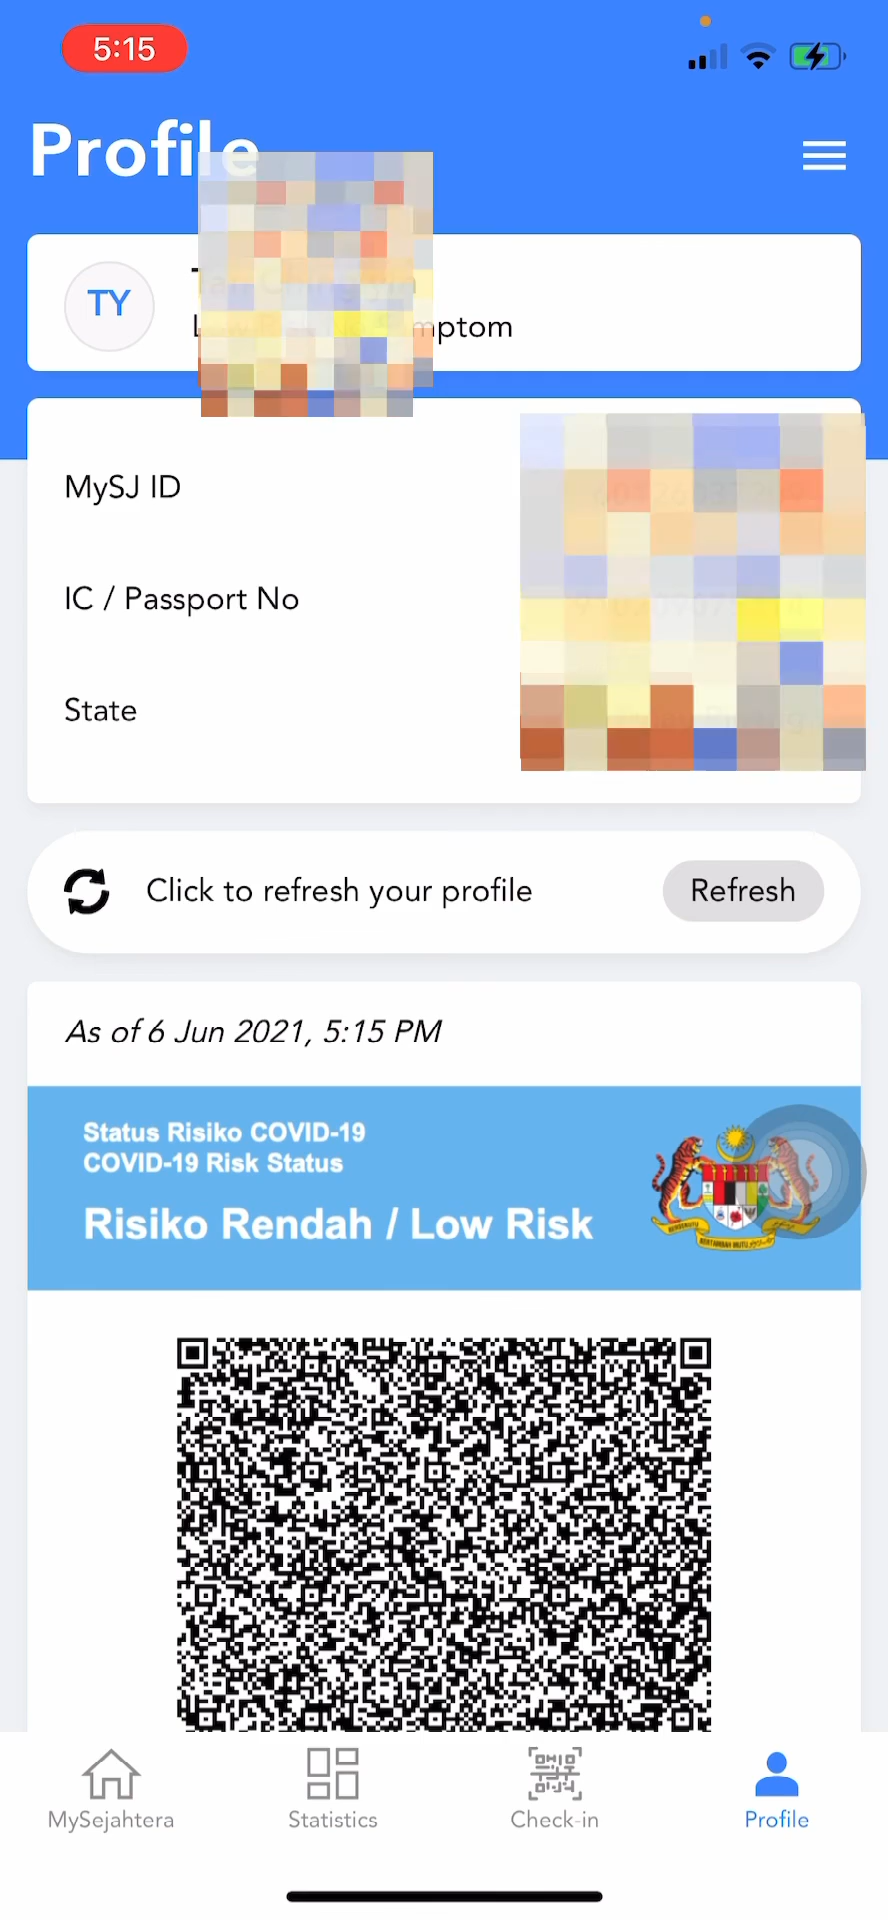 5:15
Profile
TY
mptom
MySJ ID
IC / Passport No
State
Click to refresh your profile
Refresh
As of 6 Jun 2021, 5:15 PM
Status Risiko COVID-19
COVID-19 Risk Status
Risiko Rendah / Low Risk
MySejahtera
Statistics
Check-in
Profile